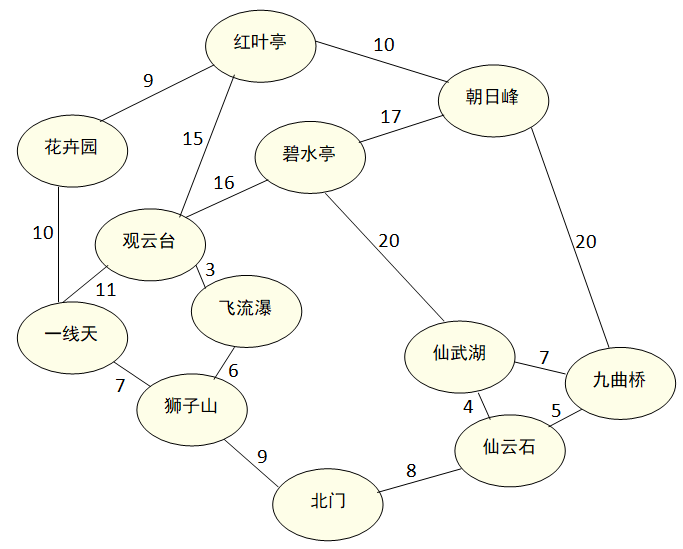 红叶亭
10
朝日峰
9
花卉园
15
17
碧水亭
16
10
观云台
20
20
3
11
飞流瀑
一线天
仙武湖
7
九曲桥
6
7
狮子山
4
5
仙云石
9
8
北门